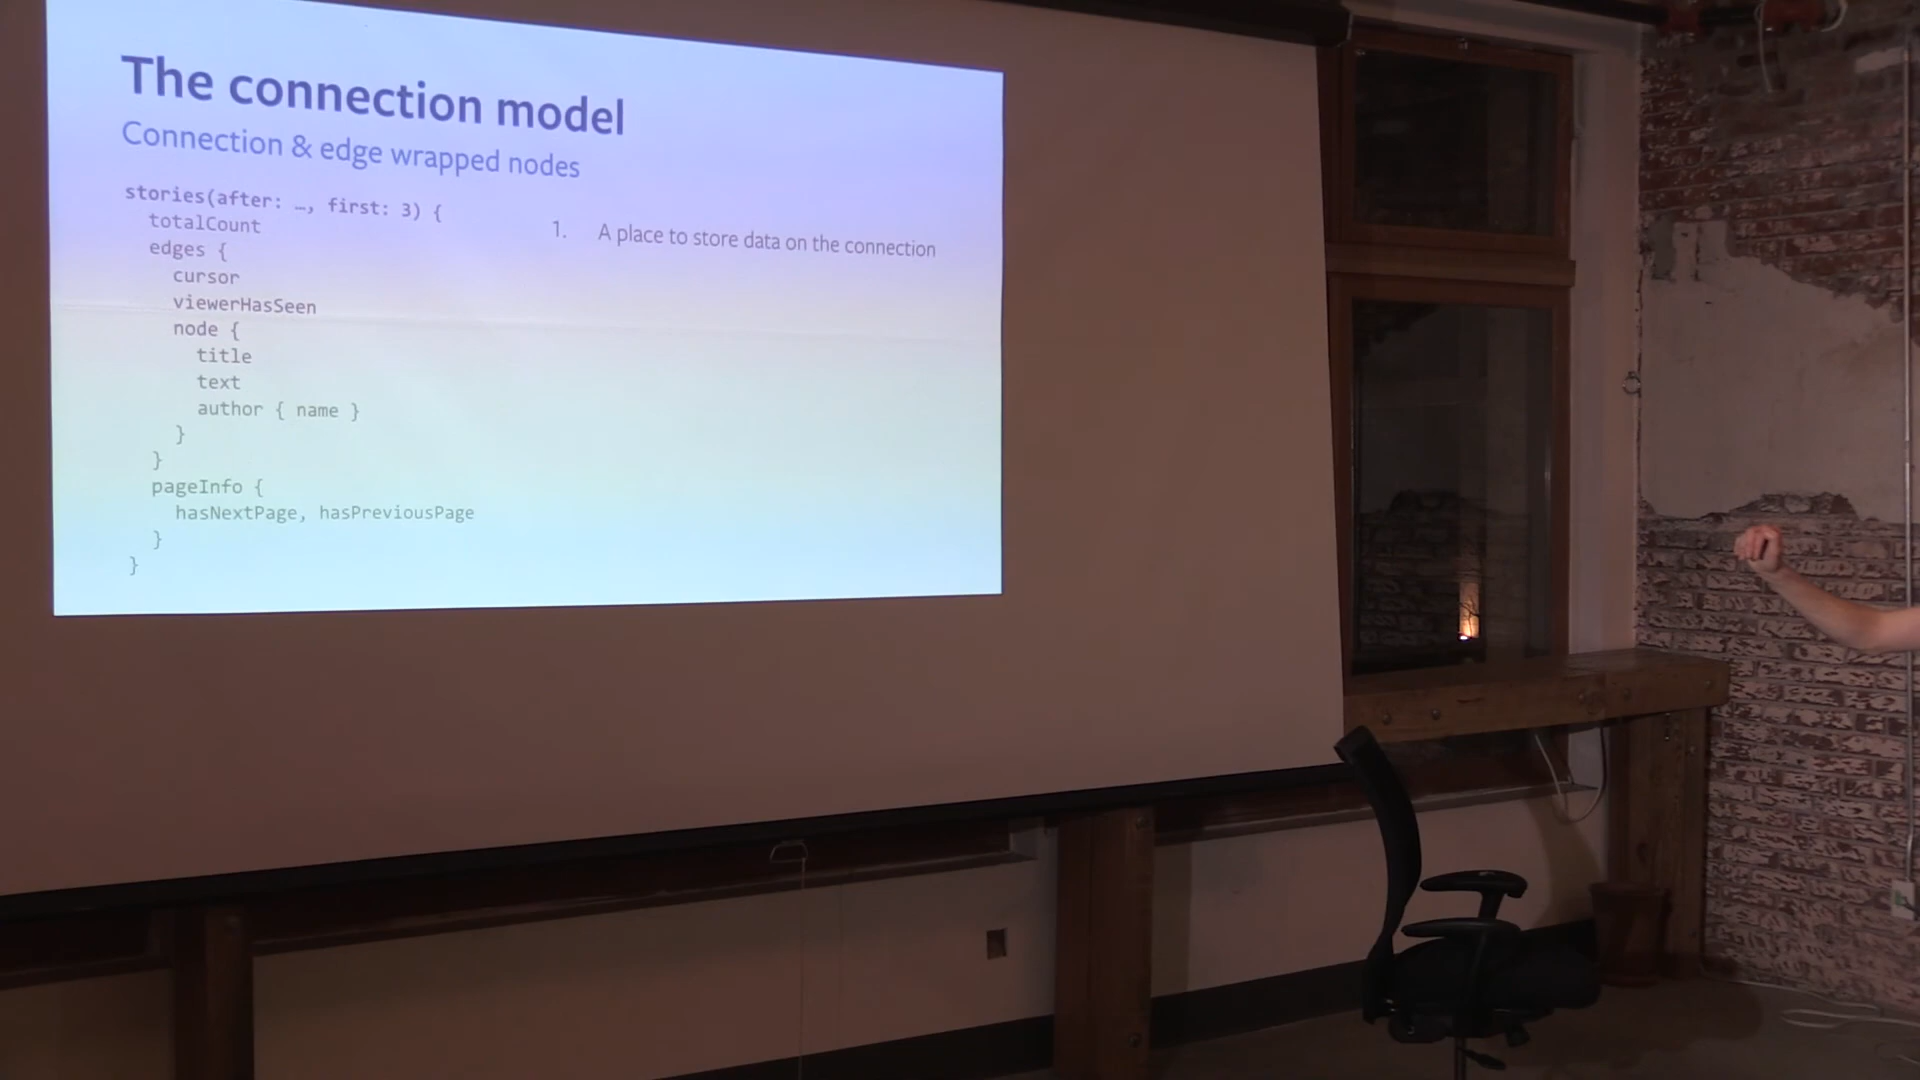 The connection model
Connection & edge wrapped nodes
stories(after: …, first: 3) {
totalCount
edges {
cursor
viewerHasSeen
node {
title
text
author { name }
}
}
pageInfo {
hasNextPage, hasPreviousPage
}
}
1. A place to store data on the connection